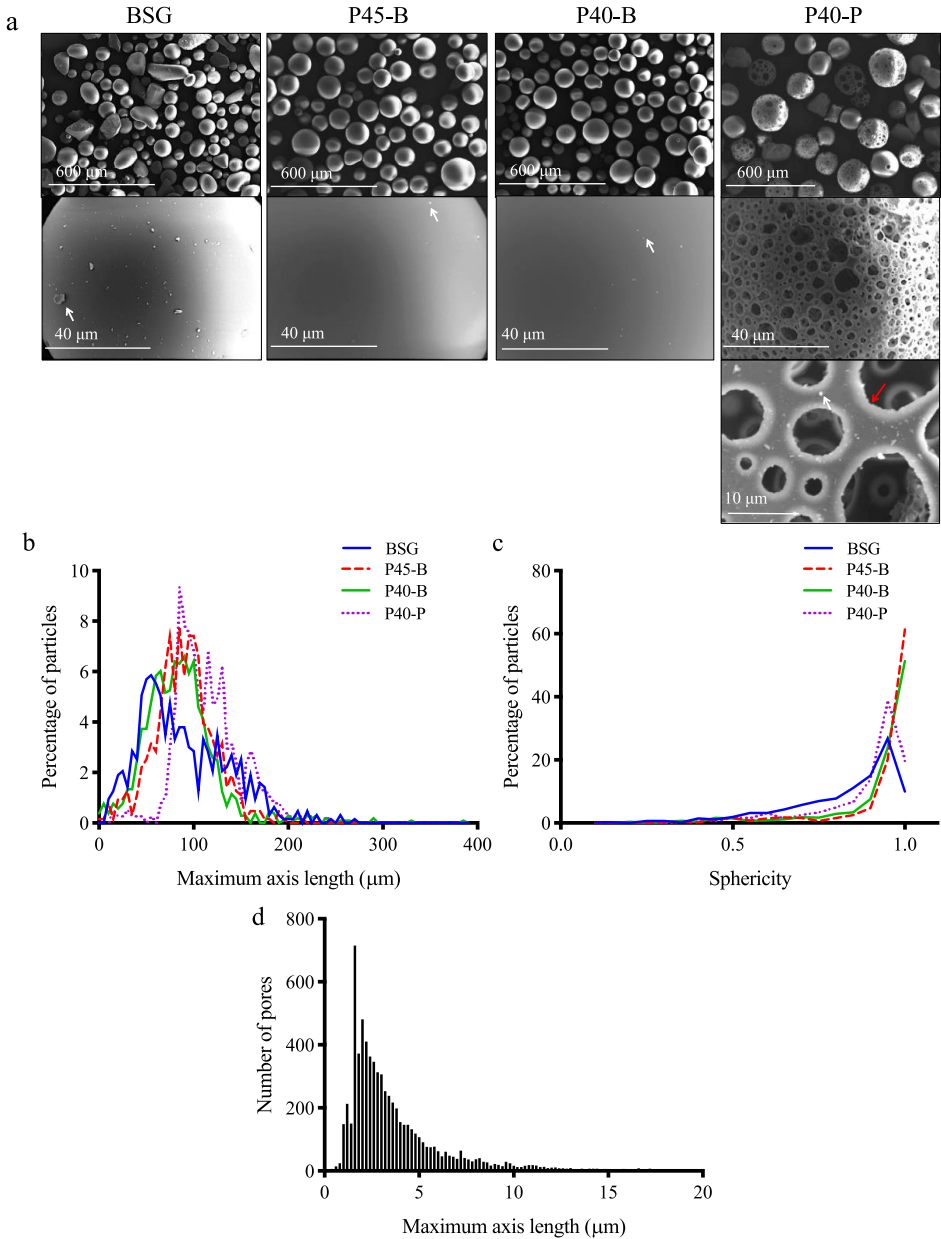 a
BSG P45-B P40-B P40-P
600 μm 600 μm 600 μm 600 μm
40 μm 40 μm 40 μm 40 μm
10 μm
b
BSG
P45-B
P40-B
P40-P
Percentage of particles
10
8
6
4
2
0
0 100 200 300 400
Maximum axis length (μm)
c
BSG
P45-B
P40-B
P40-P
Percentage of particles
80
60
40
20
0
0.0 0.5 1.0
Sphericity
d
Number of pores
800
600
400
200
0
0 5 10 15 20
Maximum axis length (μm)